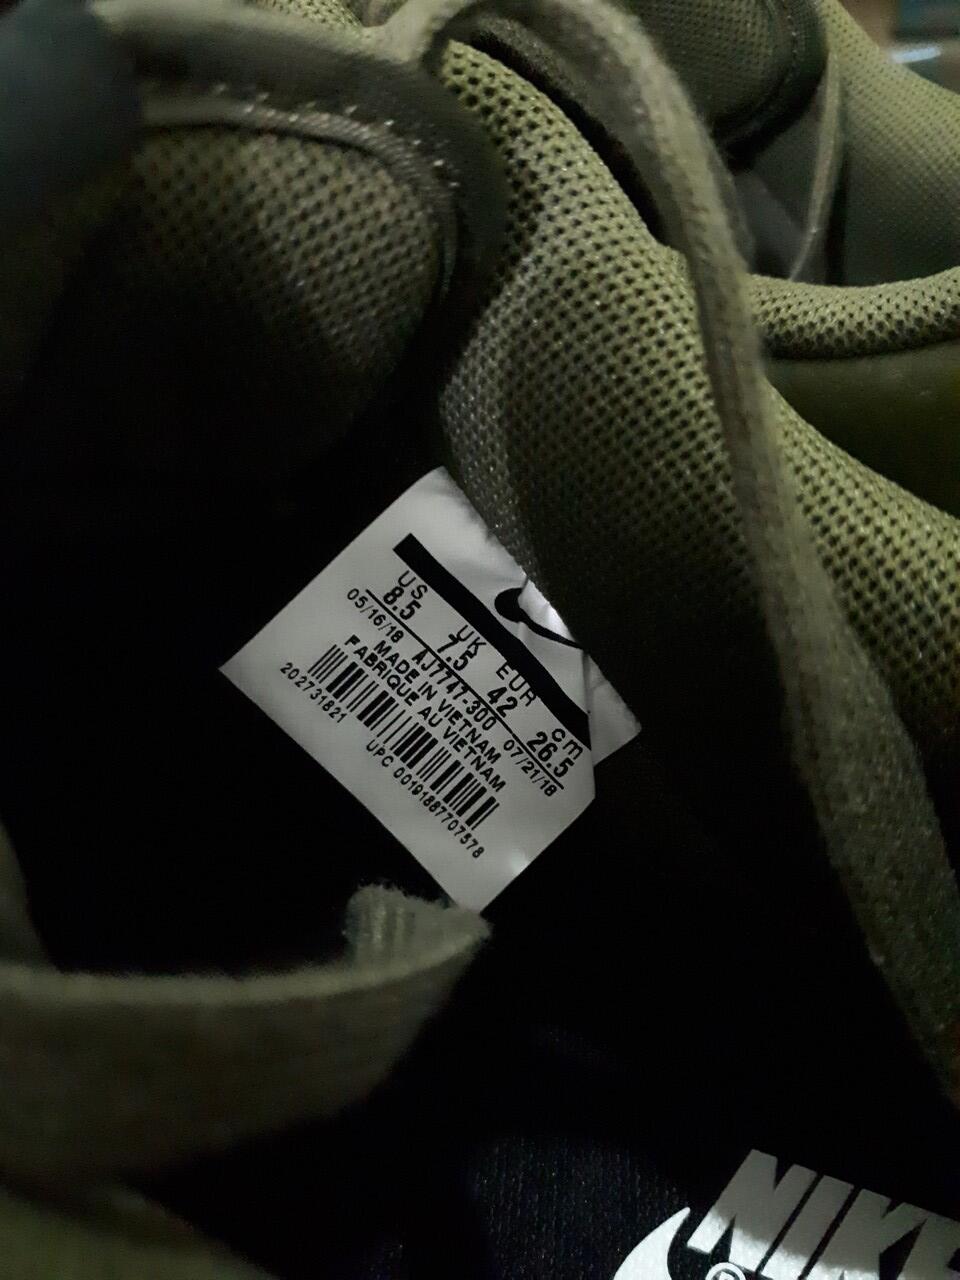 US UK EUR cm
8.5 7.5 42 26.5
05/16/18 AJ7747-300 07/21/18
MADE IN VIETNAM
FABRIQUE AU VIETNAM
202731821
UPC 00191887707578
NIKE
®